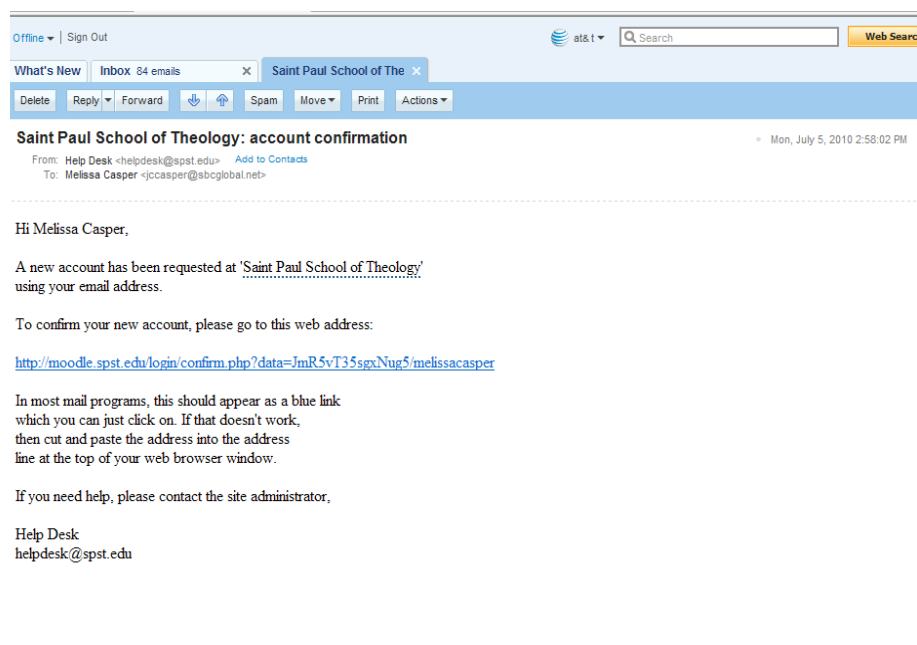 Offline | Sign Out at&t Search Web Searc
What's New Inbox 84 emails Saint Paul School of The
Delete Reply Forward Spam Move Print Actions
Saint Paul School of Theology: account confirmation Mon, July 5, 2010 2:58:02 PM
From: Help Desk <helpdesk@spst.edu> Add to Contacts
To: Melissa Casper <jccasper@sbcglobal.net>
Hi Melissa Casper,
A new account has been requested at 'Saint Paul School of Theology'
using your email address.
To confirm your new account, please go to this web address:
http://moodle.spst.edu/login/confirm.php?data=JmR5vT35sgxNug5/melissacasper
In most mail programs, this should appear as a blue link
which you can just click on. If that doesn't work,
then cut and paste the address into the address
line at the top of your web browser window.
If you need help, please contact the site administrator,
Help Desk
helpdesk@spst.edu